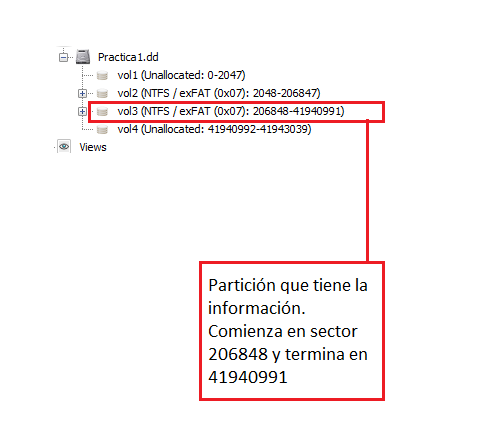 Practica1.dd
vol1 (Unallocated: 0-2047)
vol2 (NTFS / exFAT (0x07): 2048-206847)
vol3 (NTFS / exFAT (0x07): 206848-41940991)
vol4 (Unallocated: 41940992-41943039)
Views
Partición que tiene la
información.
Comienza en sector
206848 y termina en
41940991